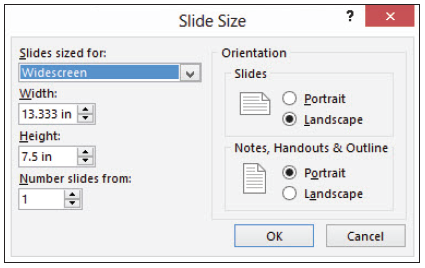 Slide Size
?
Slides sized for:
Widescreen
Width:
13.333 in
Height:
7.5 in
Number slides from:
1
Orientation
Slides
Portrait
Landscape
Notes, Handouts & Outline
Portrait
Landscape
OK
Cancel